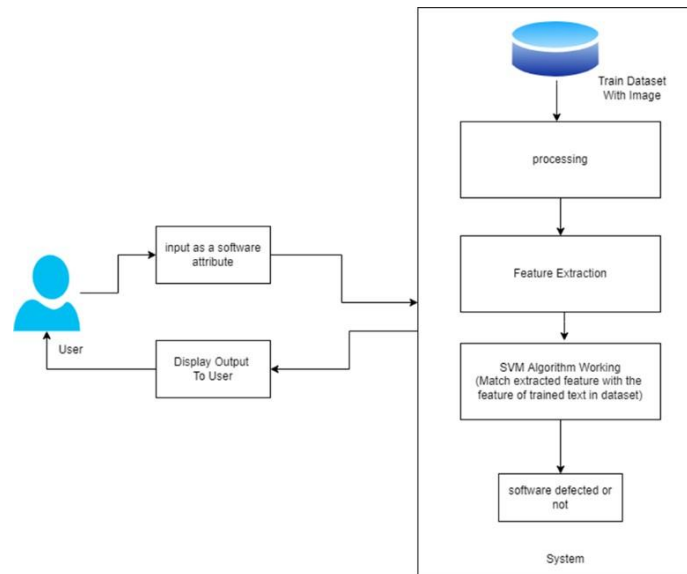 Train Dataset
With Image
processing
input as a software
attribute
Feature Extraction
User
Display Output
To User
SVM Algorithm Working
(Match extracted feature with the
feature of trained text in dataset)
software defected or
not
System